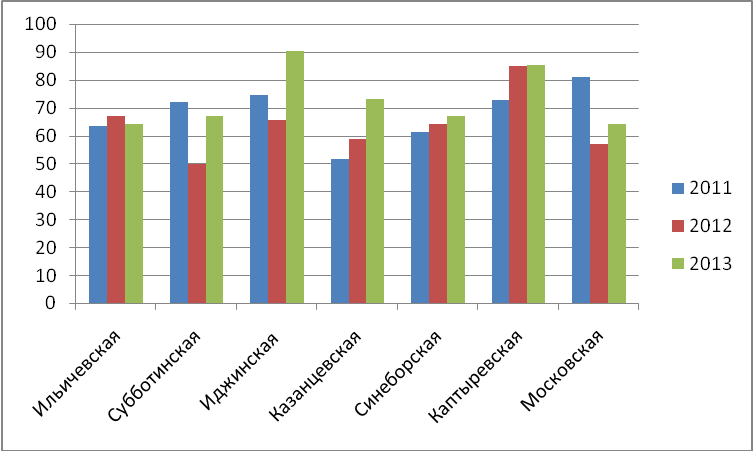 100
90
80
70
60
50
40
30
20
10
0
Ильичевская
Субботинская
Иджинская
Казанцевская
Синеборская
Каптыревская
Московская
2011
2012
2013